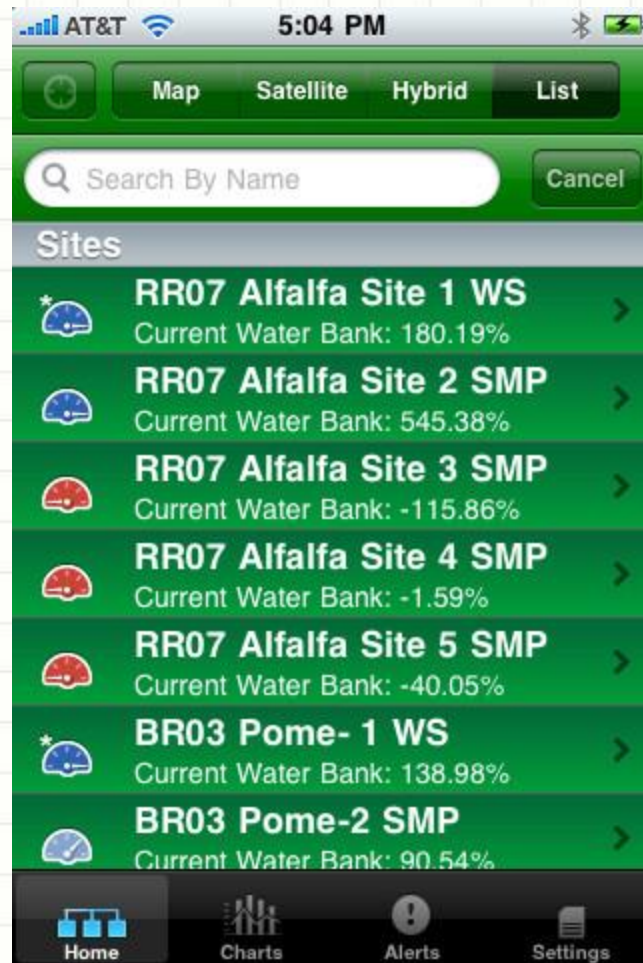 AT&T 5:04 PM
Map Satellite Hybrid List
Search By Name Cancel
Sites
RR07 Alfalfa Site 1 WS
Current Water Bank: 180.19%
RR07 Alfalfa Site 2 SMP
Current Water Bank: 545.38%
RR07 Alfalfa Site 3 SMP
Current Water Bank: -115.86%
RR07 Alfalfa Site 4 SMP
Current Water Bank: -1.59%
RR07 Alfalfa Site 5 SMP
Current Water Bank: -40.05%
BR03 Pome- 1 WS
Current Water Bank: 138.98%
BR03 Pome-2 SMP
Current Water Bank: 90.54%
Home Charts Alerts Settings